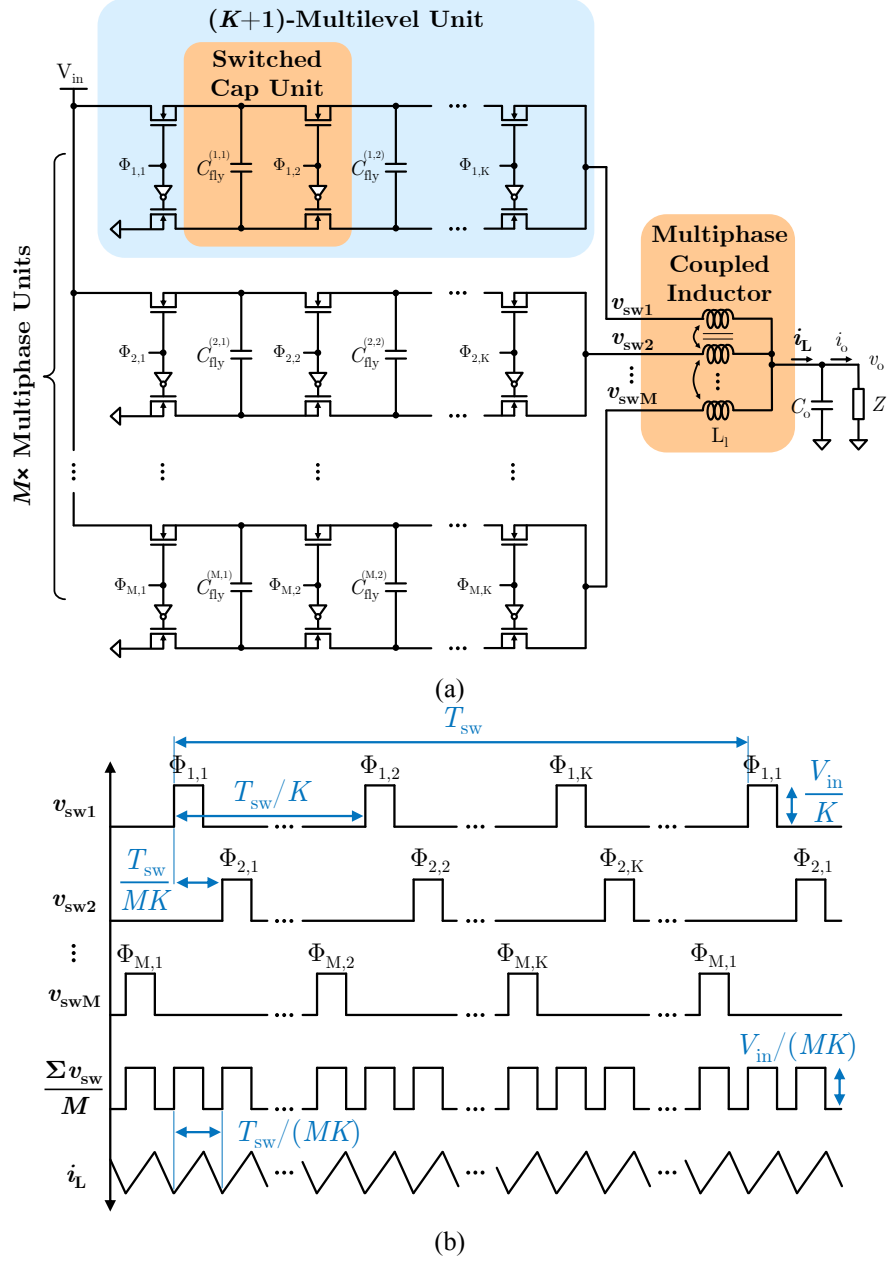 (K+1)-Multilevel Unit
Switched
Cap Unit
V_in
Φ_1,1
C_fly^(1,1)
Φ_1,2
C_fly^(1,2)
...
Φ_1,K
...
M× Multiphase Units
Φ_2,1
C_fly^(2,1)
Φ_2,2
C_fly^(2,2)
...
Φ_2,K
...
Φ_M,1
C_fly^(M,1)
Φ_M,2
C_fly^(M,2)
...
Φ_M,K
...
Multiphase
Coupled
Inductor
v_sw1
v_sw2
...
v_swM
L_l
i_L
i_o
v_o
C_o
Z
(a)
T_sw
Φ_1,1 Φ_1,2 Φ_1,K Φ_1,1
v_sw1
T_sw/K
V_in/K
... ... ...
Φ_2,1 Φ_2,2 Φ_2,K Φ_2,1
T_sw/MK
v_sw2
... ... ...
...
Φ_M,1 Φ_M,2 Φ_M,K Φ_M,1
v_swM
... ... ...
V_in/(MK)
Σv_sw/M
... ... ...
T_sw/(MK)
i_L
... ... ...
(b)